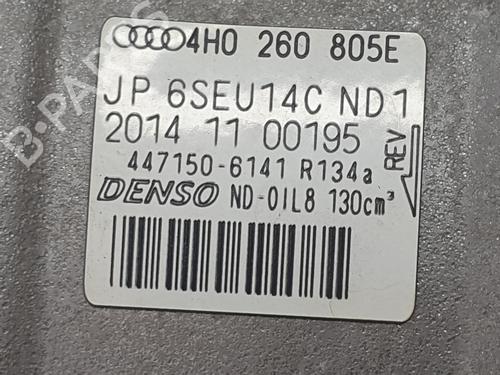 4H0 260 805E
JP 6SEU14C ND1
2014 11 00195
447150-6141 R134a
REV
DENSO ND-OIL8 130cm³
B-PARTS